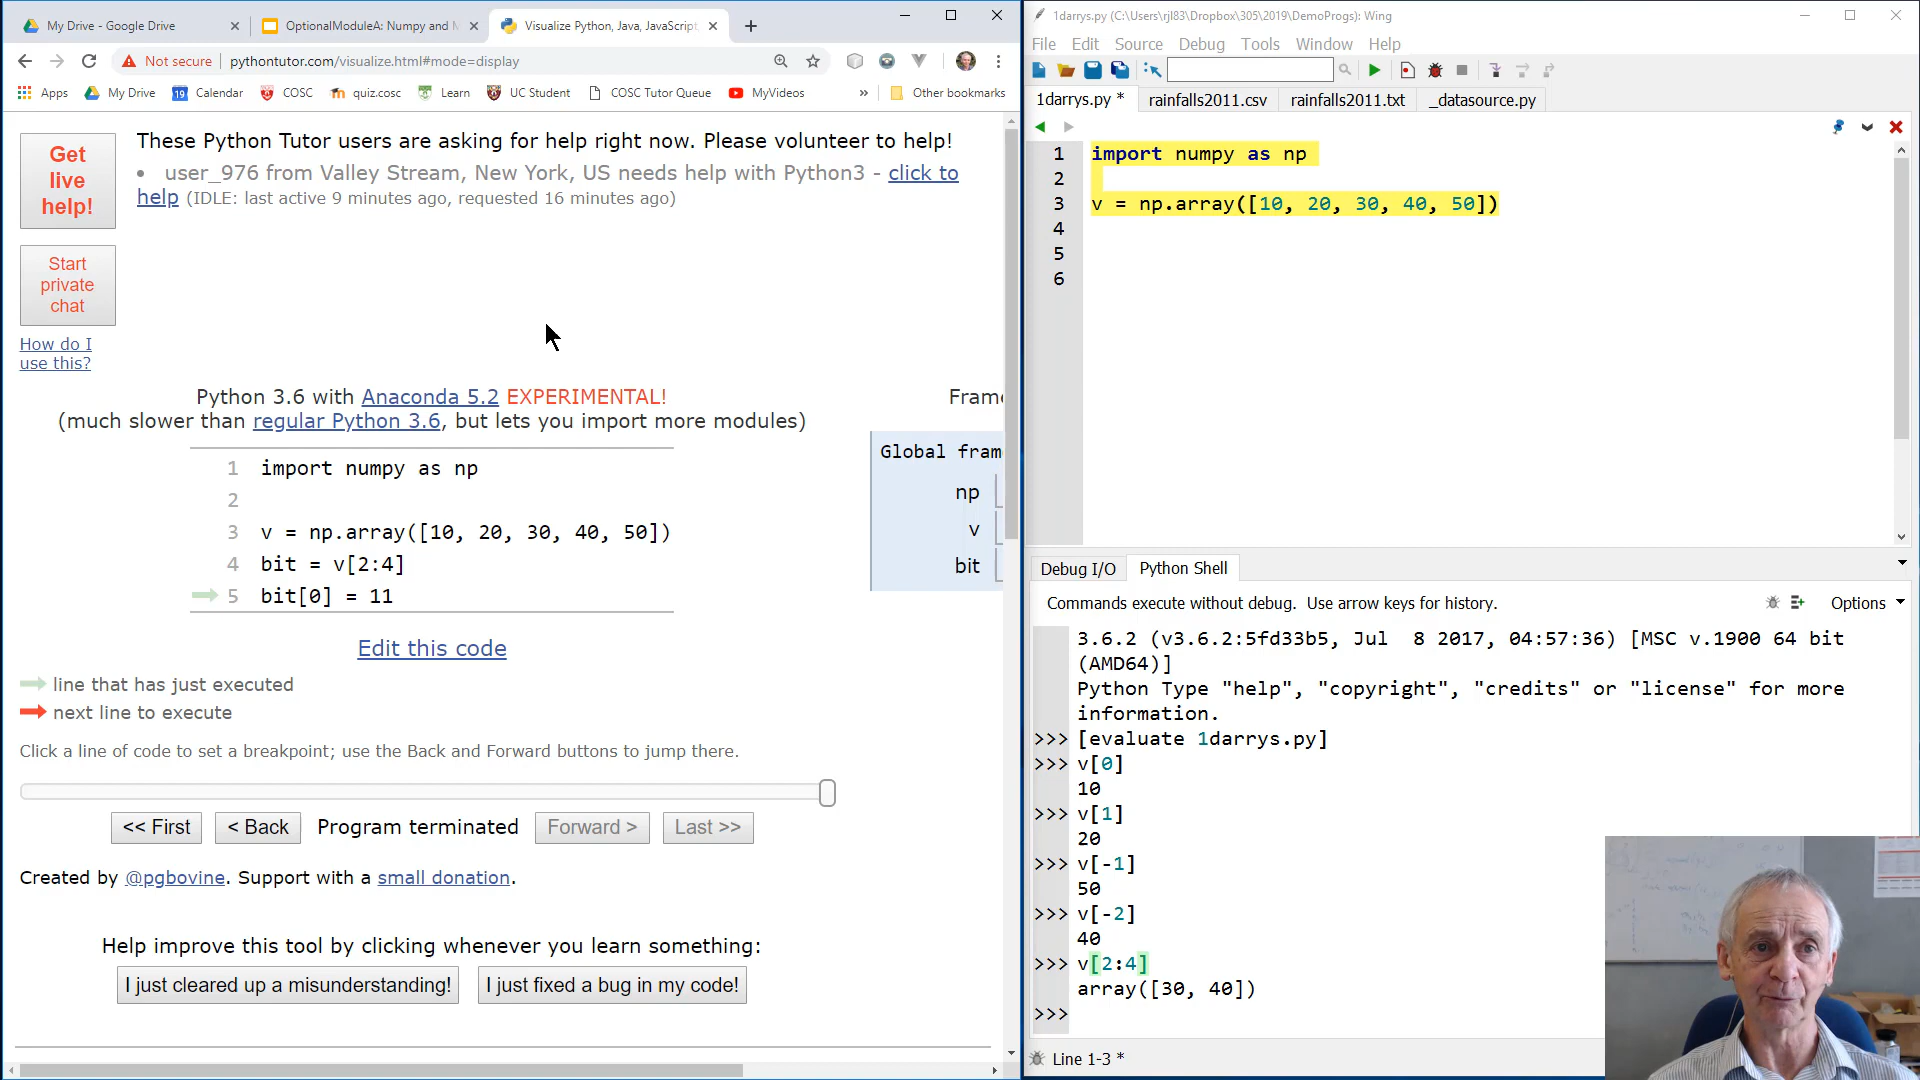 My Drive - Google Drive
OptionalModuleA: Numpy and M
Visualize Python, Java, JavaScript,
Not secure
pythontutor.com/visualize.html#mode=display
Apps
My Drive
19
Calendar
COSC
quiz.cosc
Learn
UC Student
COSC Tutor Queue
MyVideos
»
Other bookmarks
Get
live
help!
These Python Tutor users are asking for help right now. Please volunteer to help!
• user_976 from Valley Stream, New York, US needs help with Python3 - click to
help (IDLE: last active 9 minutes ago, requested 16 minutes ago)
Start
private
chat
How do I
use this?
Python 3.6 with Anaconda 5.2 EXPERIMENTAL!
(much slower than regular Python 3.6, but lets you import more modules)
1 import numpy as np
2
3 v = np.array([10, 20, 30, 40, 50])
4 bit = v[2:4]
5 bit[0] = 11
Frame
Global fram
np
v
bit
Edit this code
line that has just executed
next line to execute
Click a line of code to set a breakpoint; use the Back and Forward buttons to jump there.
<< First
< Back
Program terminated
Forward >
Last >>
Created by @pgbovine. Support with a small donation.
Help improve this tool by clicking whenever you learn something:
I just cleared up a misunderstanding!
I just fixed a bug in my code!
1darrys.py (C:\Users\rjl83\Dropbox\305\2019\DemoProgs): Wing
File Edit Source Debug Tools Window Help
1darrys.py *
rainfalls2011.csv
rainfalls2011.txt
_datasource.py
1 import numpy as np
2
3 v = np.array([10, 20, 30, 40, 50])
4
5
6
Debug I/O
Python Shell
Commands execute without debug. Use arrow keys for history.
Options
3.6.2 (v3.6.2:5fd33b5, Jul  8 2017, 04:57:36) [MSC v.1900 64 bit
(AMD64)]
Python Type "help", "copyright", "credits" or "license" for more
information.
>>> [evaluate 1darrys.py]
>>> v[0]
10
>>> v[1]
20
>>> v[-1]
50
>>> v[-2]
40
>>> v[2:4]
array([30, 40])
>>>
Line 1-3 *